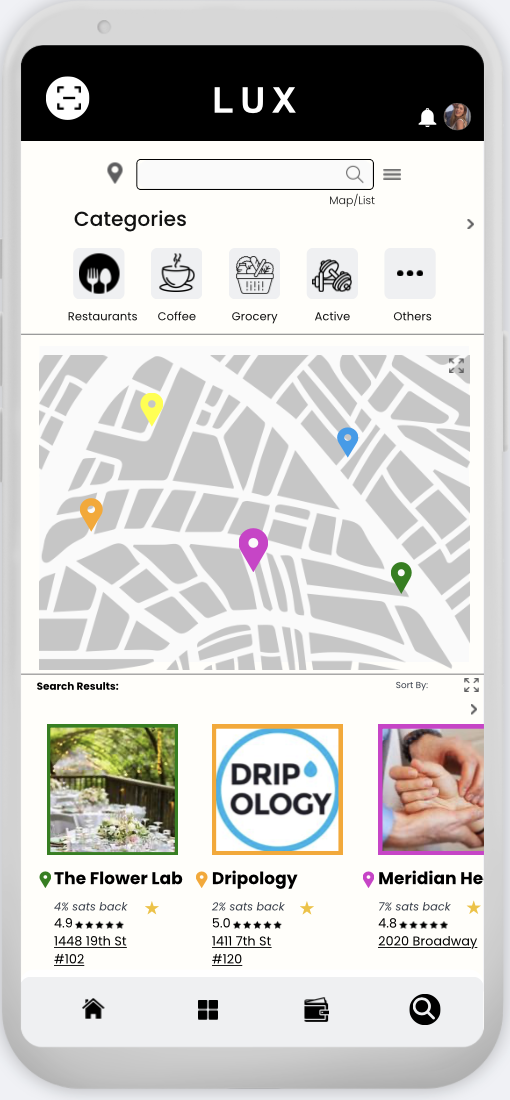 LUX
Map/List
Categories
Restaurants Coffee Grocery Active Others
Search Results:
Sort By:
DRIP
OLOGY
The Flower Lab
4% sats back
4.9
1448 19th St
#102
Dripology
2% sats back
5.0
1411 7th St
#120
Meridian He
7% sats back
4.8
2020 Broadway